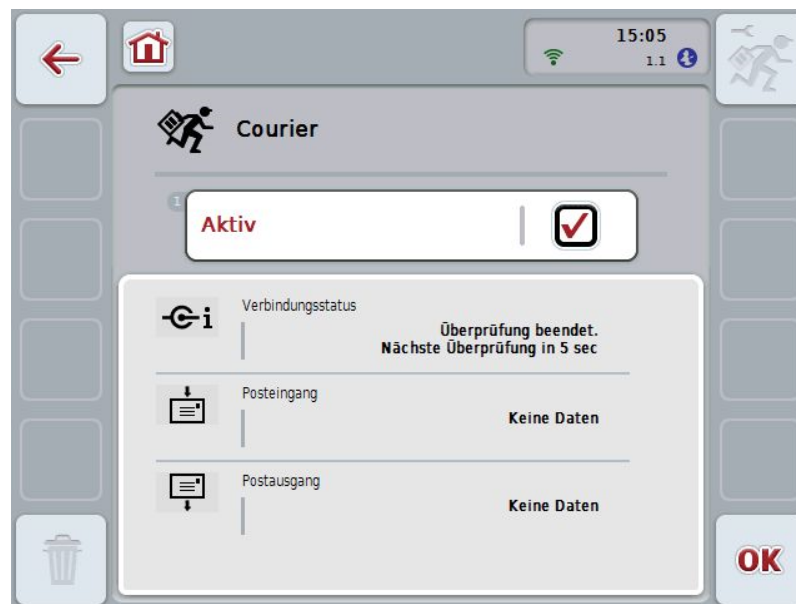 15:05
1.1
Courier
1
Aktiv
Verbindungsstatus
Überprüfung beendet.
Nächste Überprüfung in 5 sec
Posteingang
Keine Daten
Postausgang
Keine Daten
OK